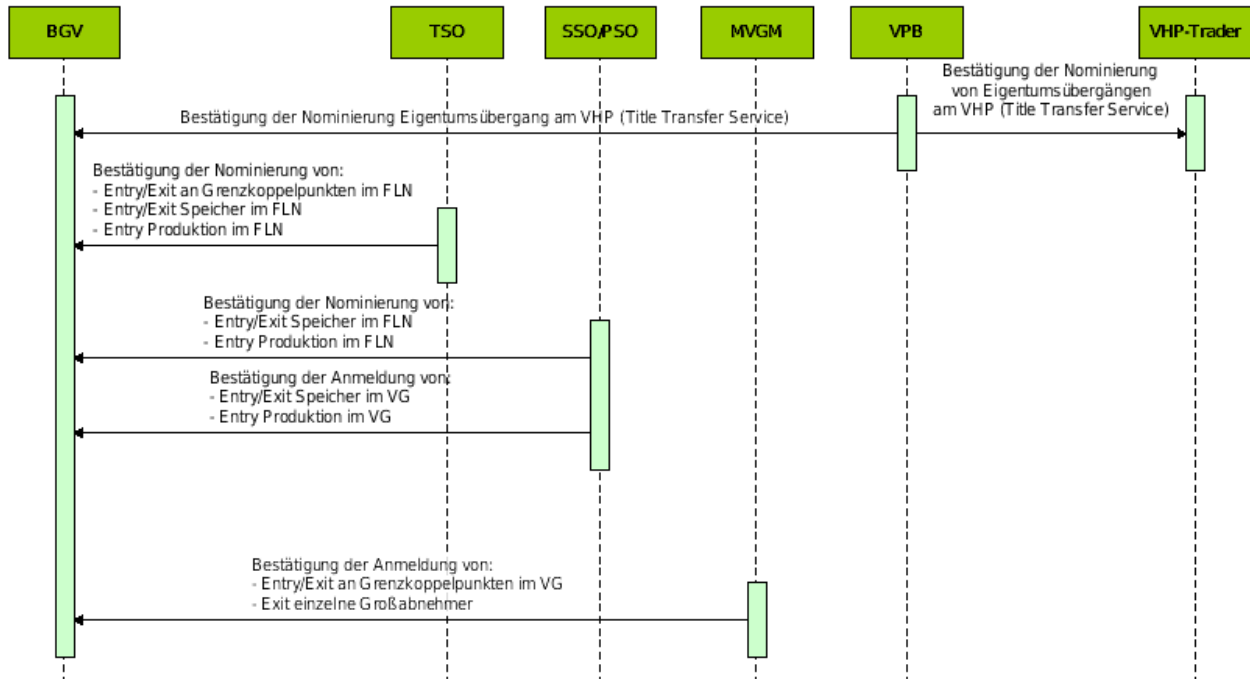 BGV
TSO
SSO/PSO
MVGM
VPB
VHP-Trader
Bestätigung der Nominierung
von Eigentumsübergängen
am VHP (Title Transfer Service)
Bestätigung der Nominierung Eigentumsübergang am VHP (Title Transfer Service)
Bestätigung der Nominierung von:
- Entry/Exit an Grenzkoppelpunkten im FLN
- Entry/Exit Speicher im FLN
- Entry Produktion im FLN
Bestätigung der Nominierung von:
- Entry/Exit Speicher im FLN
- Entry Produktion im FLN
Bestätigung der Anmeldung von:
- Entry/Exit Speicher im VG
- Entry Produktion im VG
Bestätigung der Anmeldung von:
- Entry/Exit an Grenzkoppelpunkten im VG
- Exit einzelne Großabnehmer